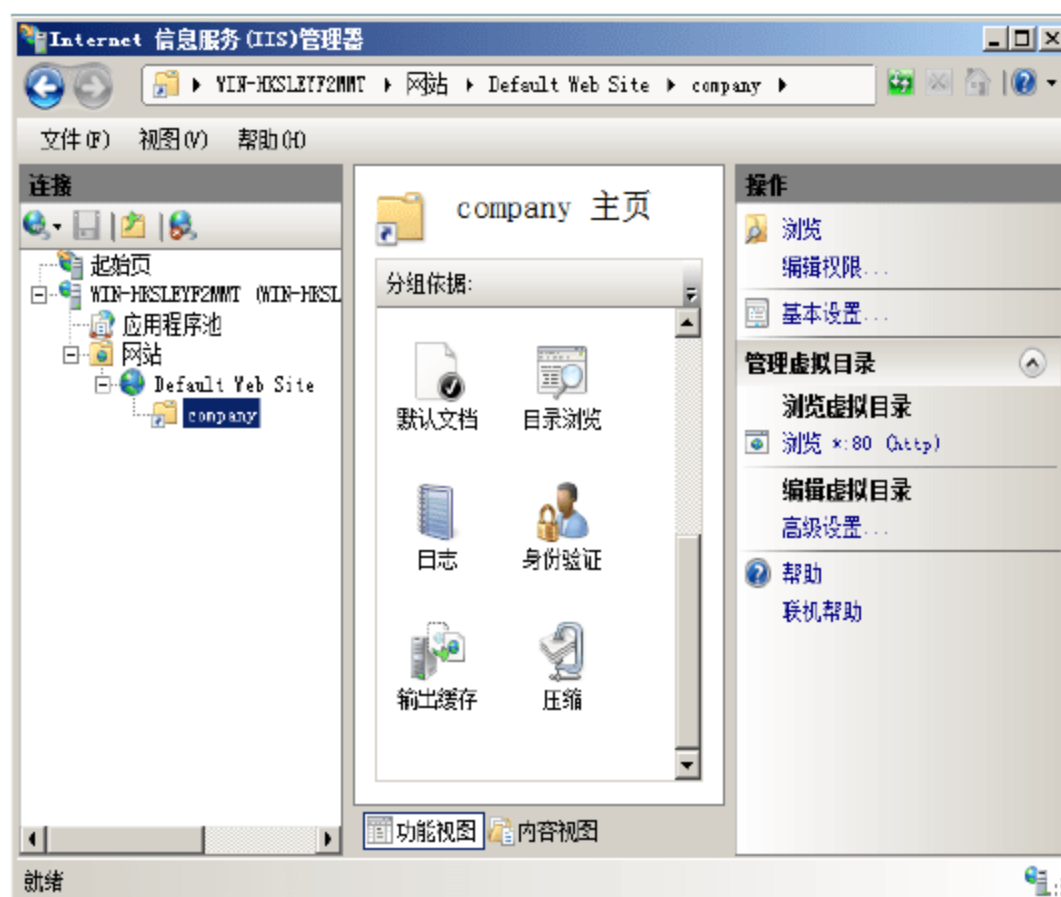 Internet 信息服务(IIS)管理器
WIN-HKSLEYF2MWT 网站 Default Web Site company
文件(F) 视图(V) 帮助(H)
连接
起始页
WIN-HKSLEYF2MWT (WIN-HKSL
应用程序池
网站
Default Web Site
company
company 主页
分组依据:
默认文档 目录浏览
日志 身份验证
输出缓存 压缩
功能视图 内容视图
操作
浏览
编辑权限...
基本设置...
管理虚拟目录
浏览虚拟目录
浏览 *:80 (http)
编辑虚拟目录
高级设置...
帮助
联机帮助
就绪